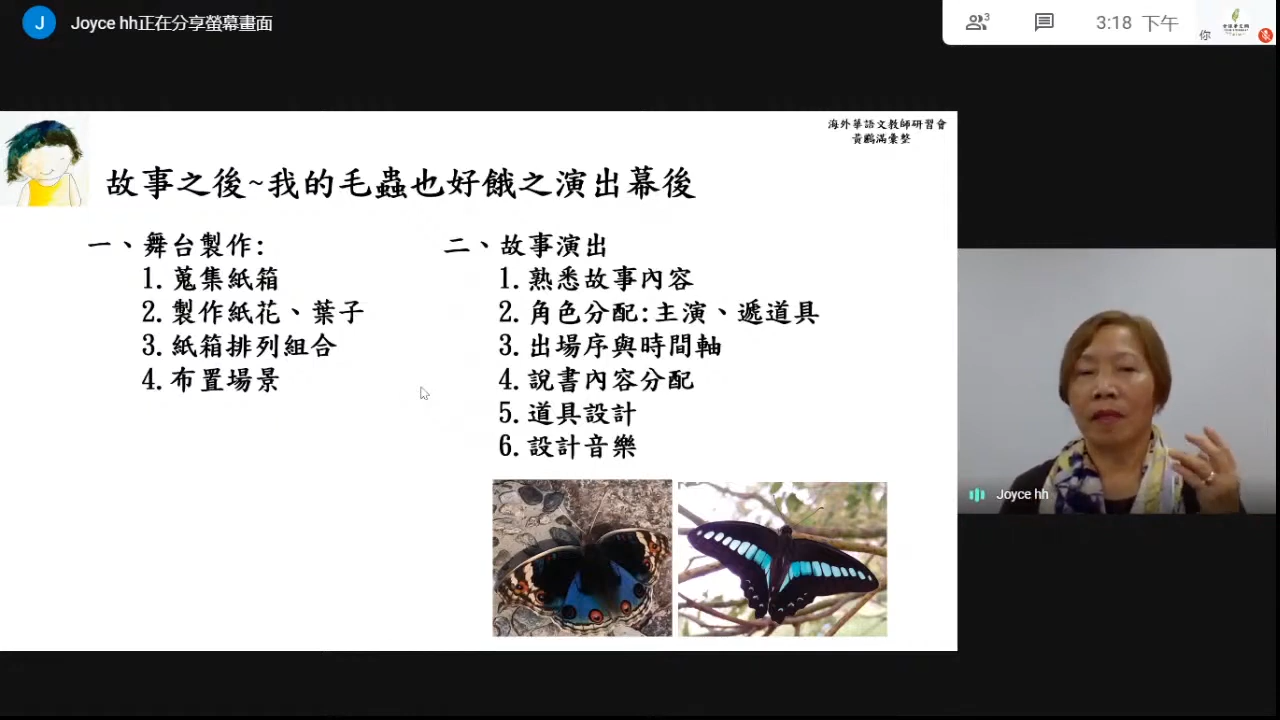 J
Joyce hh正在分享螢幕畫面
3
3:18 下午
你
海外華語文教師研習會
黃鸝滿彙整
故事之後~我的毛蟲也好餓之演出幕後
一、舞台製作:
1.蒐集紙箱
2.製作紙花、葉子
3.紙箱排列組合
4.布置場景
二、故事演出
1.熟悉故事內容
2.角色分配:主演、遞道具
3.出場序與時間軸
4.說書內容分配
5.道具設計
6.設計音樂
Joyce hh